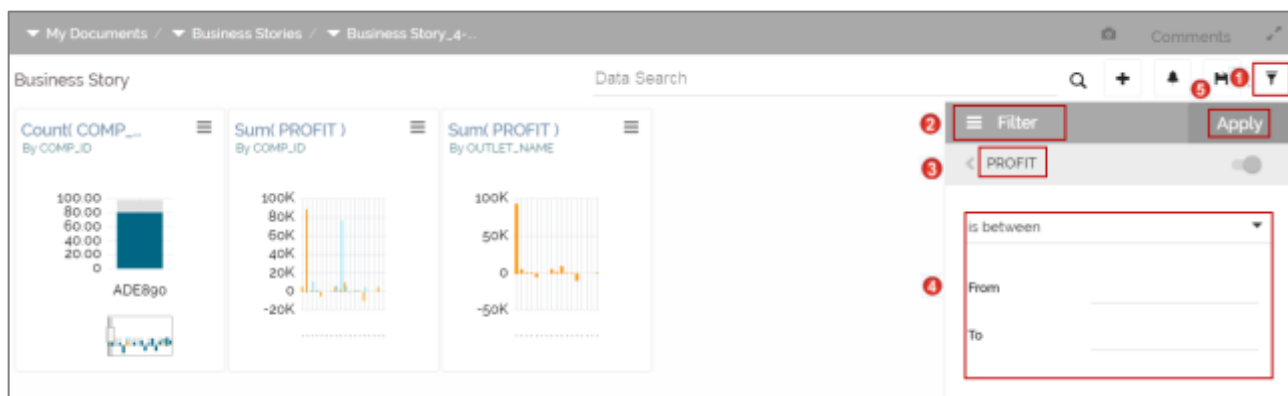 My Documents / Business Stories / Business Story_4-...
Comments
Business Story
Data Search
1
5
Count( COMP_...
By COMP_ID
100.00
80.00
60.00
40.00
20.00
0
ADE890
Sum( PROFIT )
By COMP_ID
100K
80K
60K
40K
20K
0
-20K
Sum( PROFIT )
By OUTLET_NAME
100K
50K
0
-50K
2
Filter
Apply
3
PROFIT
is between
4
From
To